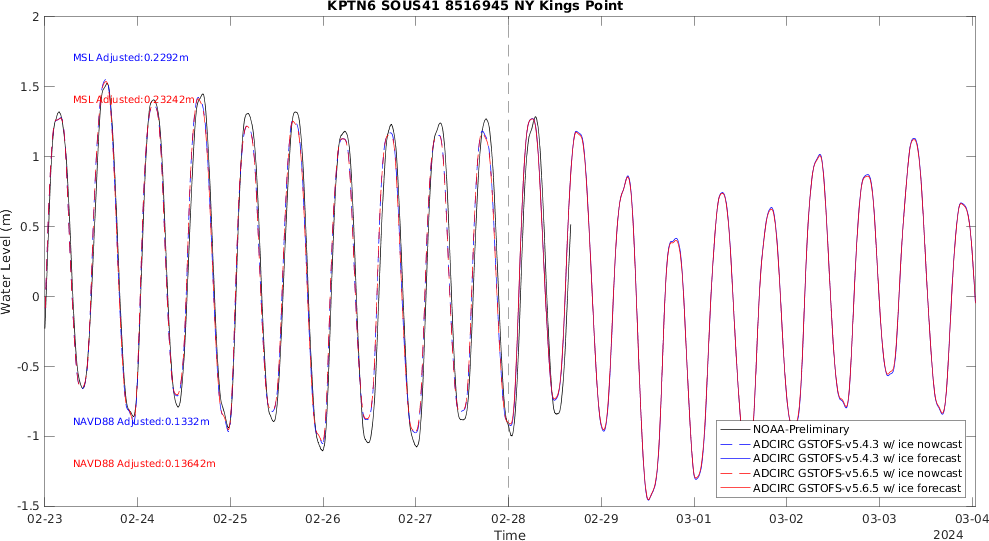 KPTN6 SOUS41 8516945 NY Kings Point
2
1.5
1
0.5
0
-0.5
-1
-1.5
Water Level (m)
MSL Adjusted:0.2292m
MSL Adjusted:0.23242m
NAVD88 Adjusted:0.1332m
NAVD88 Adjusted:0.13642m
NOAA-Preliminary
ADCIRC GSTOFS-v5.4.3 w/ ice nowcast
ADCIRC GSTOFS-v5.4.3 w/ ice forecast
ADCIRC GSTOFS-v5.6.5 w/ ice nowcast
ADCIRC GSTOFS-v5.6.5 w/ ice forecast
02-23 02-24 02-25 02-26 02-27 02-28 02-29 03-01 03-02 03-03 03-04
Time
2024